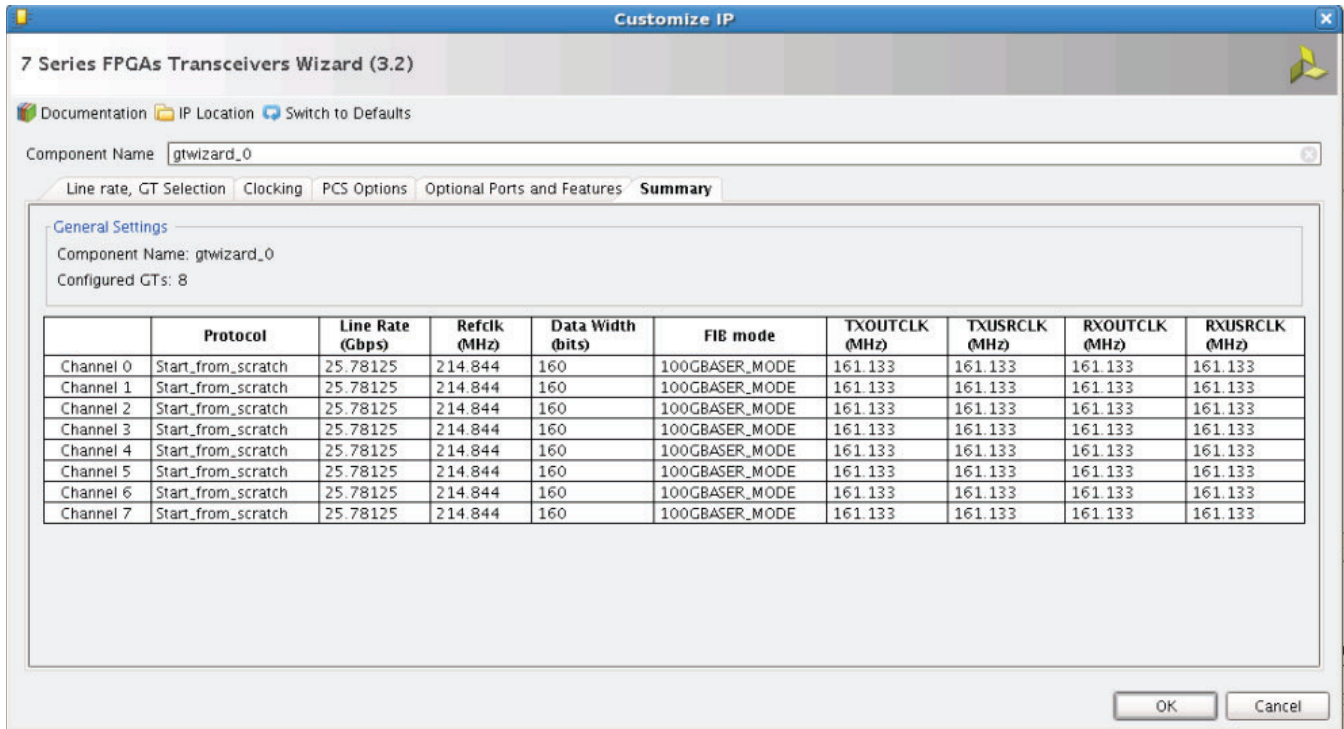 Customize IP
7 Series FPGAs Transceivers Wizard (3.2)
Documentation IP Location Switch to Defaults
Component Name gtwizard_0
Line rate, GT Selection Clocking PCS Options Optional Ports and Features Summary
General Settings
Component Name: gtwizard_0
Configured GTs: 8
Protocol Line Rate (Gbps) Refclk (MHz) Data Width (bits) FIB mode TXOUTCLK (MHz) TXUSRCLK (MHz) RXOUTCLK (MHz) RXUSRCLK (MHz)
Channel 0 Start_from_scratch 25.78125 214.844 160 100GBASER_MODE 161.133 161.133 161.133 161.133
Channel 1 Start_from_scratch 25.78125 214.844 160 100GBASER_MODE 161.133 161.133 161.133 161.133
Channel 2 Start_from_scratch 25.78125 214.844 160 100GBASER_MODE 161.133 161.133 161.133 161.133
Channel 3 Start_from_scratch 25.78125 214.844 160 100GBASER_MODE 161.133 161.133 161.133 161.133
Channel 4 Start_from_scratch 25.78125 214.844 160 100GBASER_MODE 161.133 161.133 161.133 161.133
Channel 5 Start_from_scratch 25.78125 214.844 160 100GBASER_MODE 161.133 161.133 161.133 161.133
Channel 6 Start_from_scratch 25.78125 214.844 160 100GBASER_MODE 161.133 161.133 161.133 161.133
Channel 7 Start_from_scratch 25.78125 214.844 160 100GBASER_MODE 161.133 161.133 161.133 161.133
OK Cancel